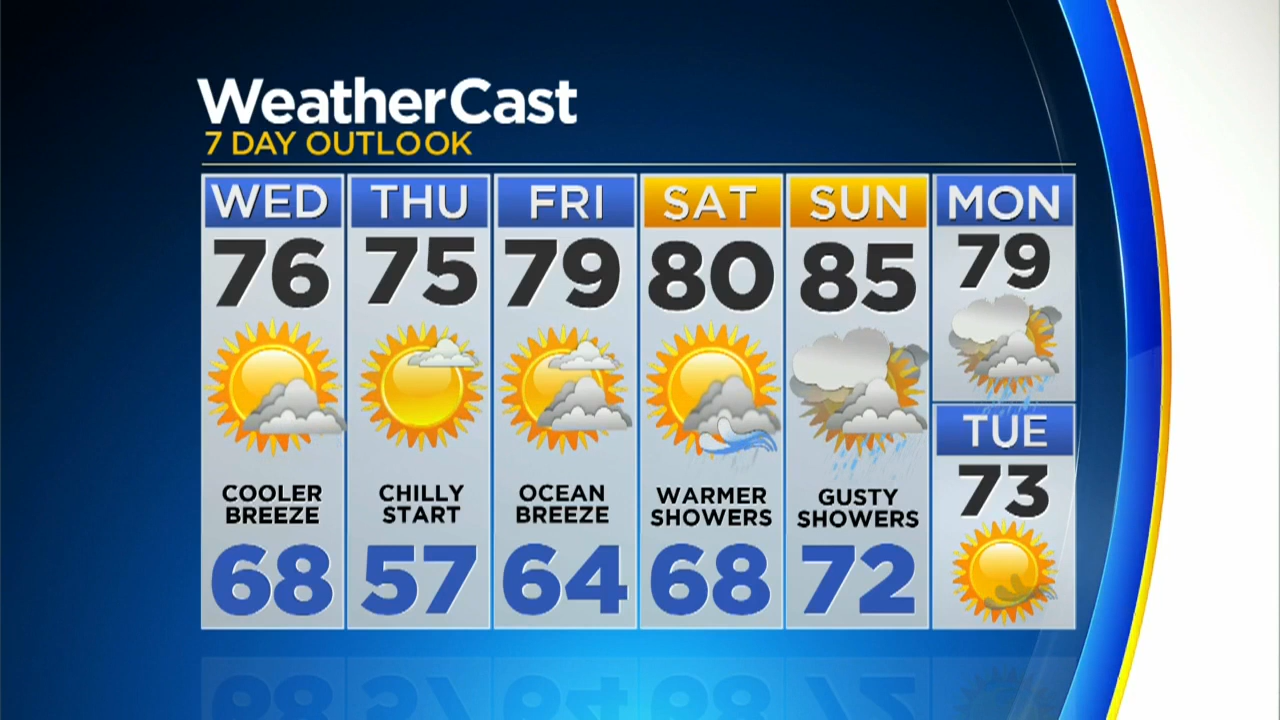 WeatherCast
7 DAY OUTLOOK
WED
76
COOLER
BREEZE
68
THU
75
CHILLY
START
57
FRI
79
OCEAN
BREEZE
64
SAT
80
WARMER
SHOWERS
68
SUN
85
GUSTY
SHOWERS
72
MON
79
TUE
73